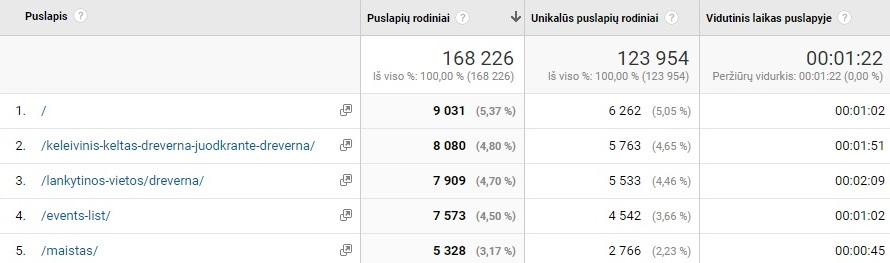 Puslapis ? Puslapių rodiniai ? Unikalūs puslapių rodiniai ? Vidutinis laikas puslapyje ?
168 226 123 954 00:01:22
Iš viso %: 100,00 % (168 226) Iš viso %: 100,00 % (123 954) Peržiūrų vidurkis: 00:01:22 (0,00 %)
1. / 9 031 (5,37 %) 6 262 (5,05 %) 00:01:02
2. /keleivinis-keltas-dreverna-juodkrante-dreverna/ 8 080 (4,80 %) 5 763 (4,65 %) 00:01:51
3. /lankytinos-vietos/dreverna/ 7 909 (4,70 %) 5 533 (4,46 %) 00:02:09
4. /events-list/ 7 573 (4,50 %) 4 542 (3,66 %) 00:01:02
5. /maistas/ 5 328 (3,17 %) 2 766 (2,23 %) 00:00:45